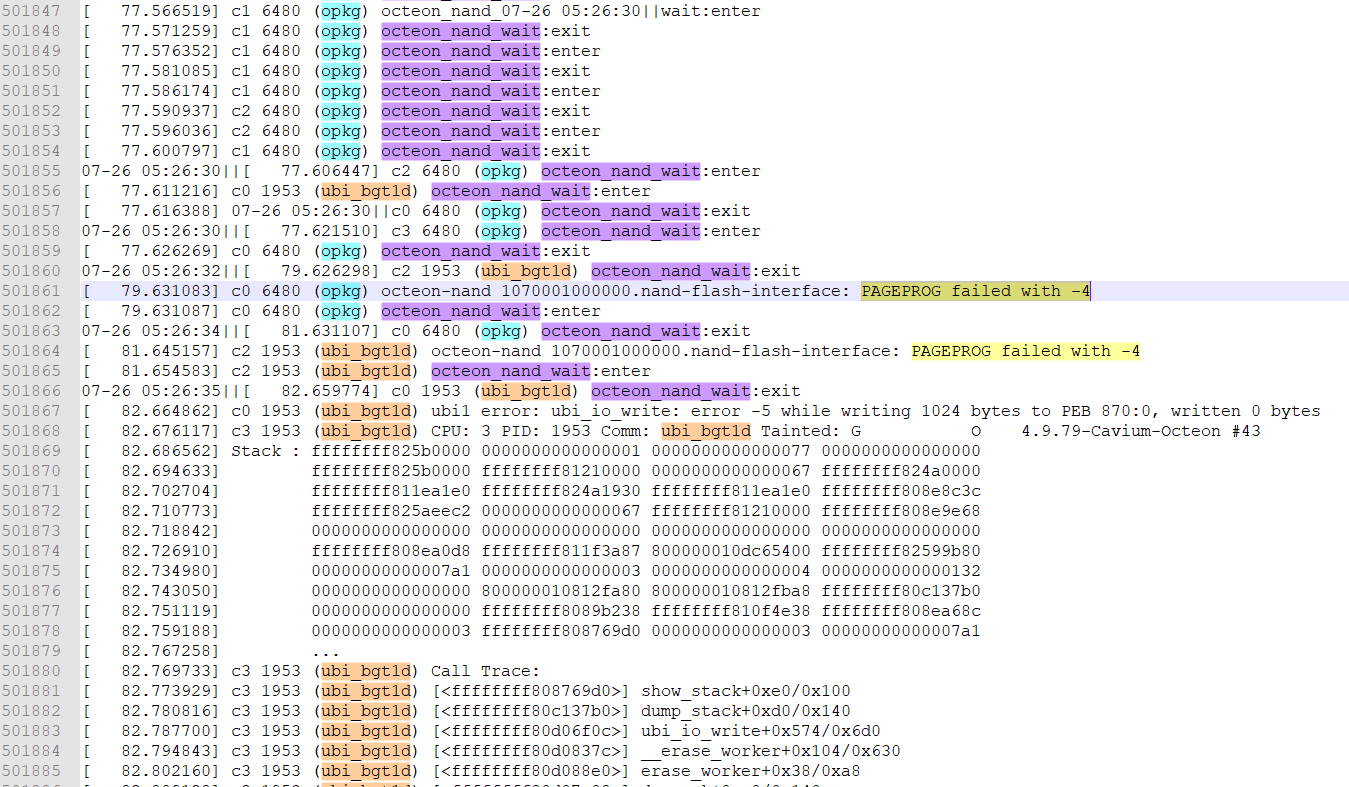 501847 [   77.566519] c1 6480 (opkg) octeon_nand_07-26 05:26:30||wait:enter
501848 [   77.571259] c1 6480 (opkg) octeon_nand_wait:exit
501849 [   77.576352] c1 6480 (opkg) octeon_nand_wait:enter
501850 [   77.581085] c1 6480 (opkg) octeon_nand_wait:exit
501851 [   77.586174] c1 6480 (opkg) octeon_nand_wait:enter
501852 [   77.590937] c2 6480 (opkg) octeon_nand_wait:exit
501853 [   77.596036] c2 6480 (opkg) octeon_nand_wait:enter
501854 [   77.600797] c1 6480 (opkg) octeon_nand_wait:exit
501855 07-26 05:26:30||[   77.606447] c2 6480 (opkg) octeon_nand_wait:enter
501856 [   77.611216] c0 1953 (ubi_bgt1d) octeon_nand_wait:enter
501857 [   77.616388] 07-26 05:26:30||c0 6480 (opkg) octeon_nand_wait:exit
501858 07-26 05:26:30||[   77.621510] c3 6480 (opkg) octeon_nand_wait:enter
501859 [   77.626269] c0 6480 (opkg) octeon_nand_wait:exit
501860 07-26 05:26:32||[   79.626298] c2 1953 (ubi_bgt1d) octeon_nand_wait:exit
501861 [   79.631083] c0 6480 (opkg) octeon-nand 1070001000000.nand-flash-interface: PAGEPROG failed with -4
501862 [   79.631087] c0 6480 (opkg) octeon_nand_wait:enter
501863 07-26 05:26:34||[   81.631107] c0 6480 (opkg) octeon_nand_wait:exit
501864 [   81.645157] c2 1953 (ubi_bgt1d) octeon-nand 1070001000000.nand-flash-interface: PAGEPROG failed with -4
501865 [   81.654583] c2 1953 (ubi_bgt1d) octeon_nand_wait:enter
501866 07-26 05:26:35||[   82.659774] c0 1953 (ubi_bgt1d) octeon_nand_wait:exit
501867 [   82.664862] c0 1953 (ubi_bgt1d) ubi1 error: ubi_io_write: error -5 while writing 1024 bytes to PEB 870:0, written 0 bytes
501868 [   82.676117] c3 1953 (ubi_bgt1d) CPU: 3 PID: 1953 Comm: ubi_bgt1d Tainted: G           O    4.9.79-Cavium-Octeon #43
501869 [   82.686562] Stack : ffffffff825b0000 0000000000000001 0000000000000077 0000000000000000
501870 [   82.694633]         ffffffff825b0000 ffffffff81210000 0000000000000067 ffffffff824a0000
501871 [   82.702704]         ffffffff811ea1e0 ffffffff824a1930 ffffffff811ea1e0 ffffffff808e8c3c
501872 [   82.710773]         ffffffff825aeec2 0000000000000067 ffffffff81210000 ffffffff808e9e68
501873 [   82.718842]         0000000000000000 0000000000000000 0000000000000000 0000000000000000
501874 [   82.726910]         ffffffff808ea0d8 ffffffff811f3a87 800000010dc65400 ffffffff82599b80
501875 [   82.734980]         00000000000007a1 0000000000000003 0000000000000004 0000000000000132
501876 [   82.743050]         0000000000000000 800000010812fa80 800000010812fba8 ffffffff80c137b0
501877 [   82.751119]         0000000000000000 ffffffff8089b238 ffffffff810f4e38 ffffffff808ea68c
501878 [   82.759188]         0000000000000003 ffffffff808769d0 0000000000000003 00000000000007a1
501879 [   82.767258]         ...
501880 [   82.769733] c3 1953 (ubi_bgt1d) Call Trace:
501881 [   82.773929] c3 1953 (ubi_bgt1d) [<ffffffff808769d0>] show_stack+0xe0/0x100
501882 [   82.780816] c3 1953 (ubi_bgt1d) [<ffffffff80c137b0>] dump_stack+0xd0/0x140
501883 [   82.787700] c3 1953 (ubi_bgt1d) [<ffffffff80d06f0c>] ubi_io_write+0x574/0x6d0
501884 [   82.794843] c3 1953 (ubi_bgt1d) [<ffffffff80d0837c>] __erase_worker+0x104/0x630
501885 [   82.802160] c3 1953 (ubi_bgt1d) [<ffffffff80d088e0>] erase_worker+0x38/0xa8